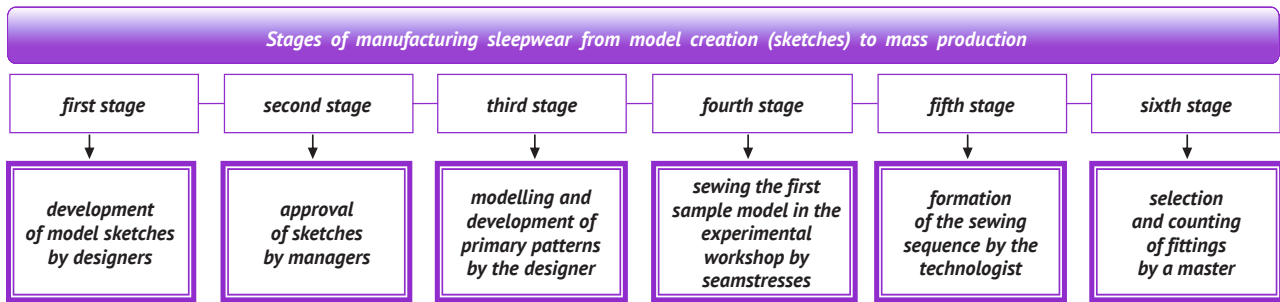 Stages of manufacturing sleepwear from model creation (sketches) to mass production
first stage
second stage
third stage
fourth stage
fifth stage
sixth stage
development
of model sketches
by designers
approval
of sketches
by managers
modelling and
development of
primary patterns
by the designer
sewing the first
sample model in the
experimental
workshop by
seamstresses
formation
of the sewing
sequence by the
technologist
selection
and counting
of fittings
by a master